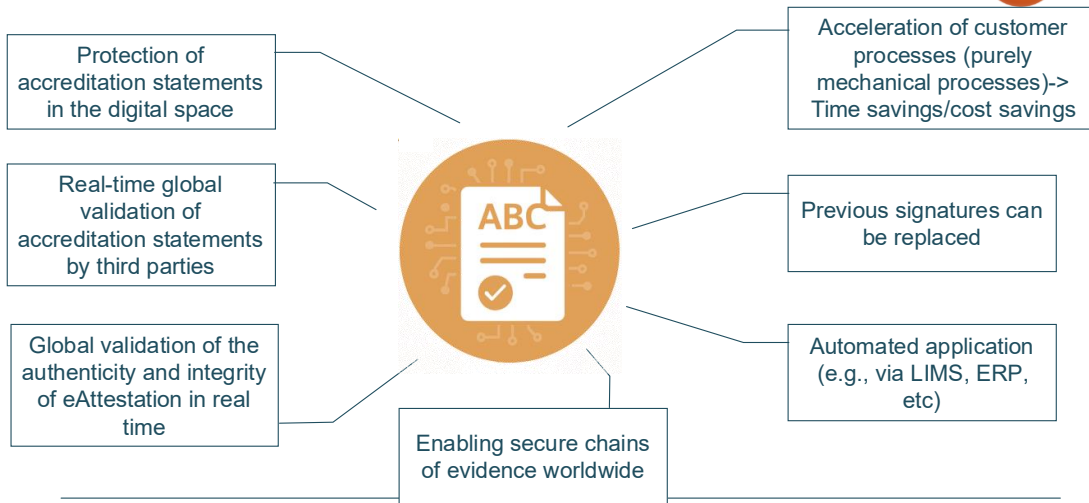 Protection of
accreditation statements
in the digital space
Real-time global
validation of
accreditation statements
by third parties
Global validation of the
authenticity and integrity
of eAttestation in real
time
ABC
Enabling secure chains
of evidence worldwide
Acceleration of customer
processes (purely
mechanical processes)->
Time savings/cost savings
Previous signatures can
be replaced
Automated application
(e.g., via LIMS, ERP,
etc)